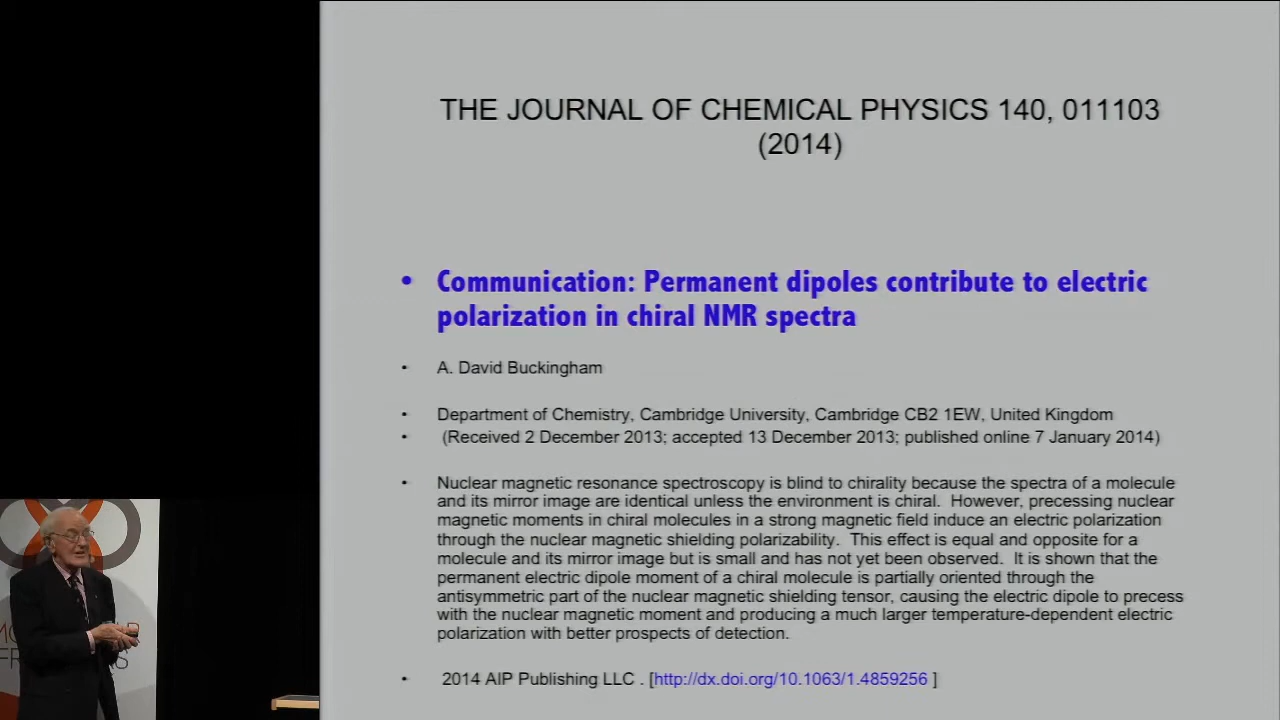 THE JOURNAL OF CHEMICAL PHYSICS 140, 011103
(2014)
• Communication: Permanent dipoles contribute to electric
polarization in chiral NMR spectra
• A. David Buckingham
• Department of Chemistry, Cambridge University, Cambridge CB2 1EW, United Kingdom
• (Received 2 December 2013; accepted 13 December 2013; published online 7 January 2014)
• Nuclear magnetic resonance spectroscopy is blind to chirality because the spectra of a molecule
and its mirror image are identical unless the environment is chiral. However, precessing nuclear
magnetic moments in chiral molecules in a strong magnetic field induce an electric polarization
through the nuclear magnetic shielding polarizability. This effect is equal and opposite for a
molecule and its mirror image but is small and has not yet been observed. It is shown that the
permanent electric dipole moment of a chiral molecule is partially oriented through the
antisymmetric part of the nuclear magnetic shielding tensor, causing the electric dipole to precess
with the nuclear magnetic moment and producing a much larger temperature-dependent electric
polarization with better prospects of detection.
• 2014 AIP Publishing LLC . [http://dx.doi.org/10.1063/1.4859256 ]